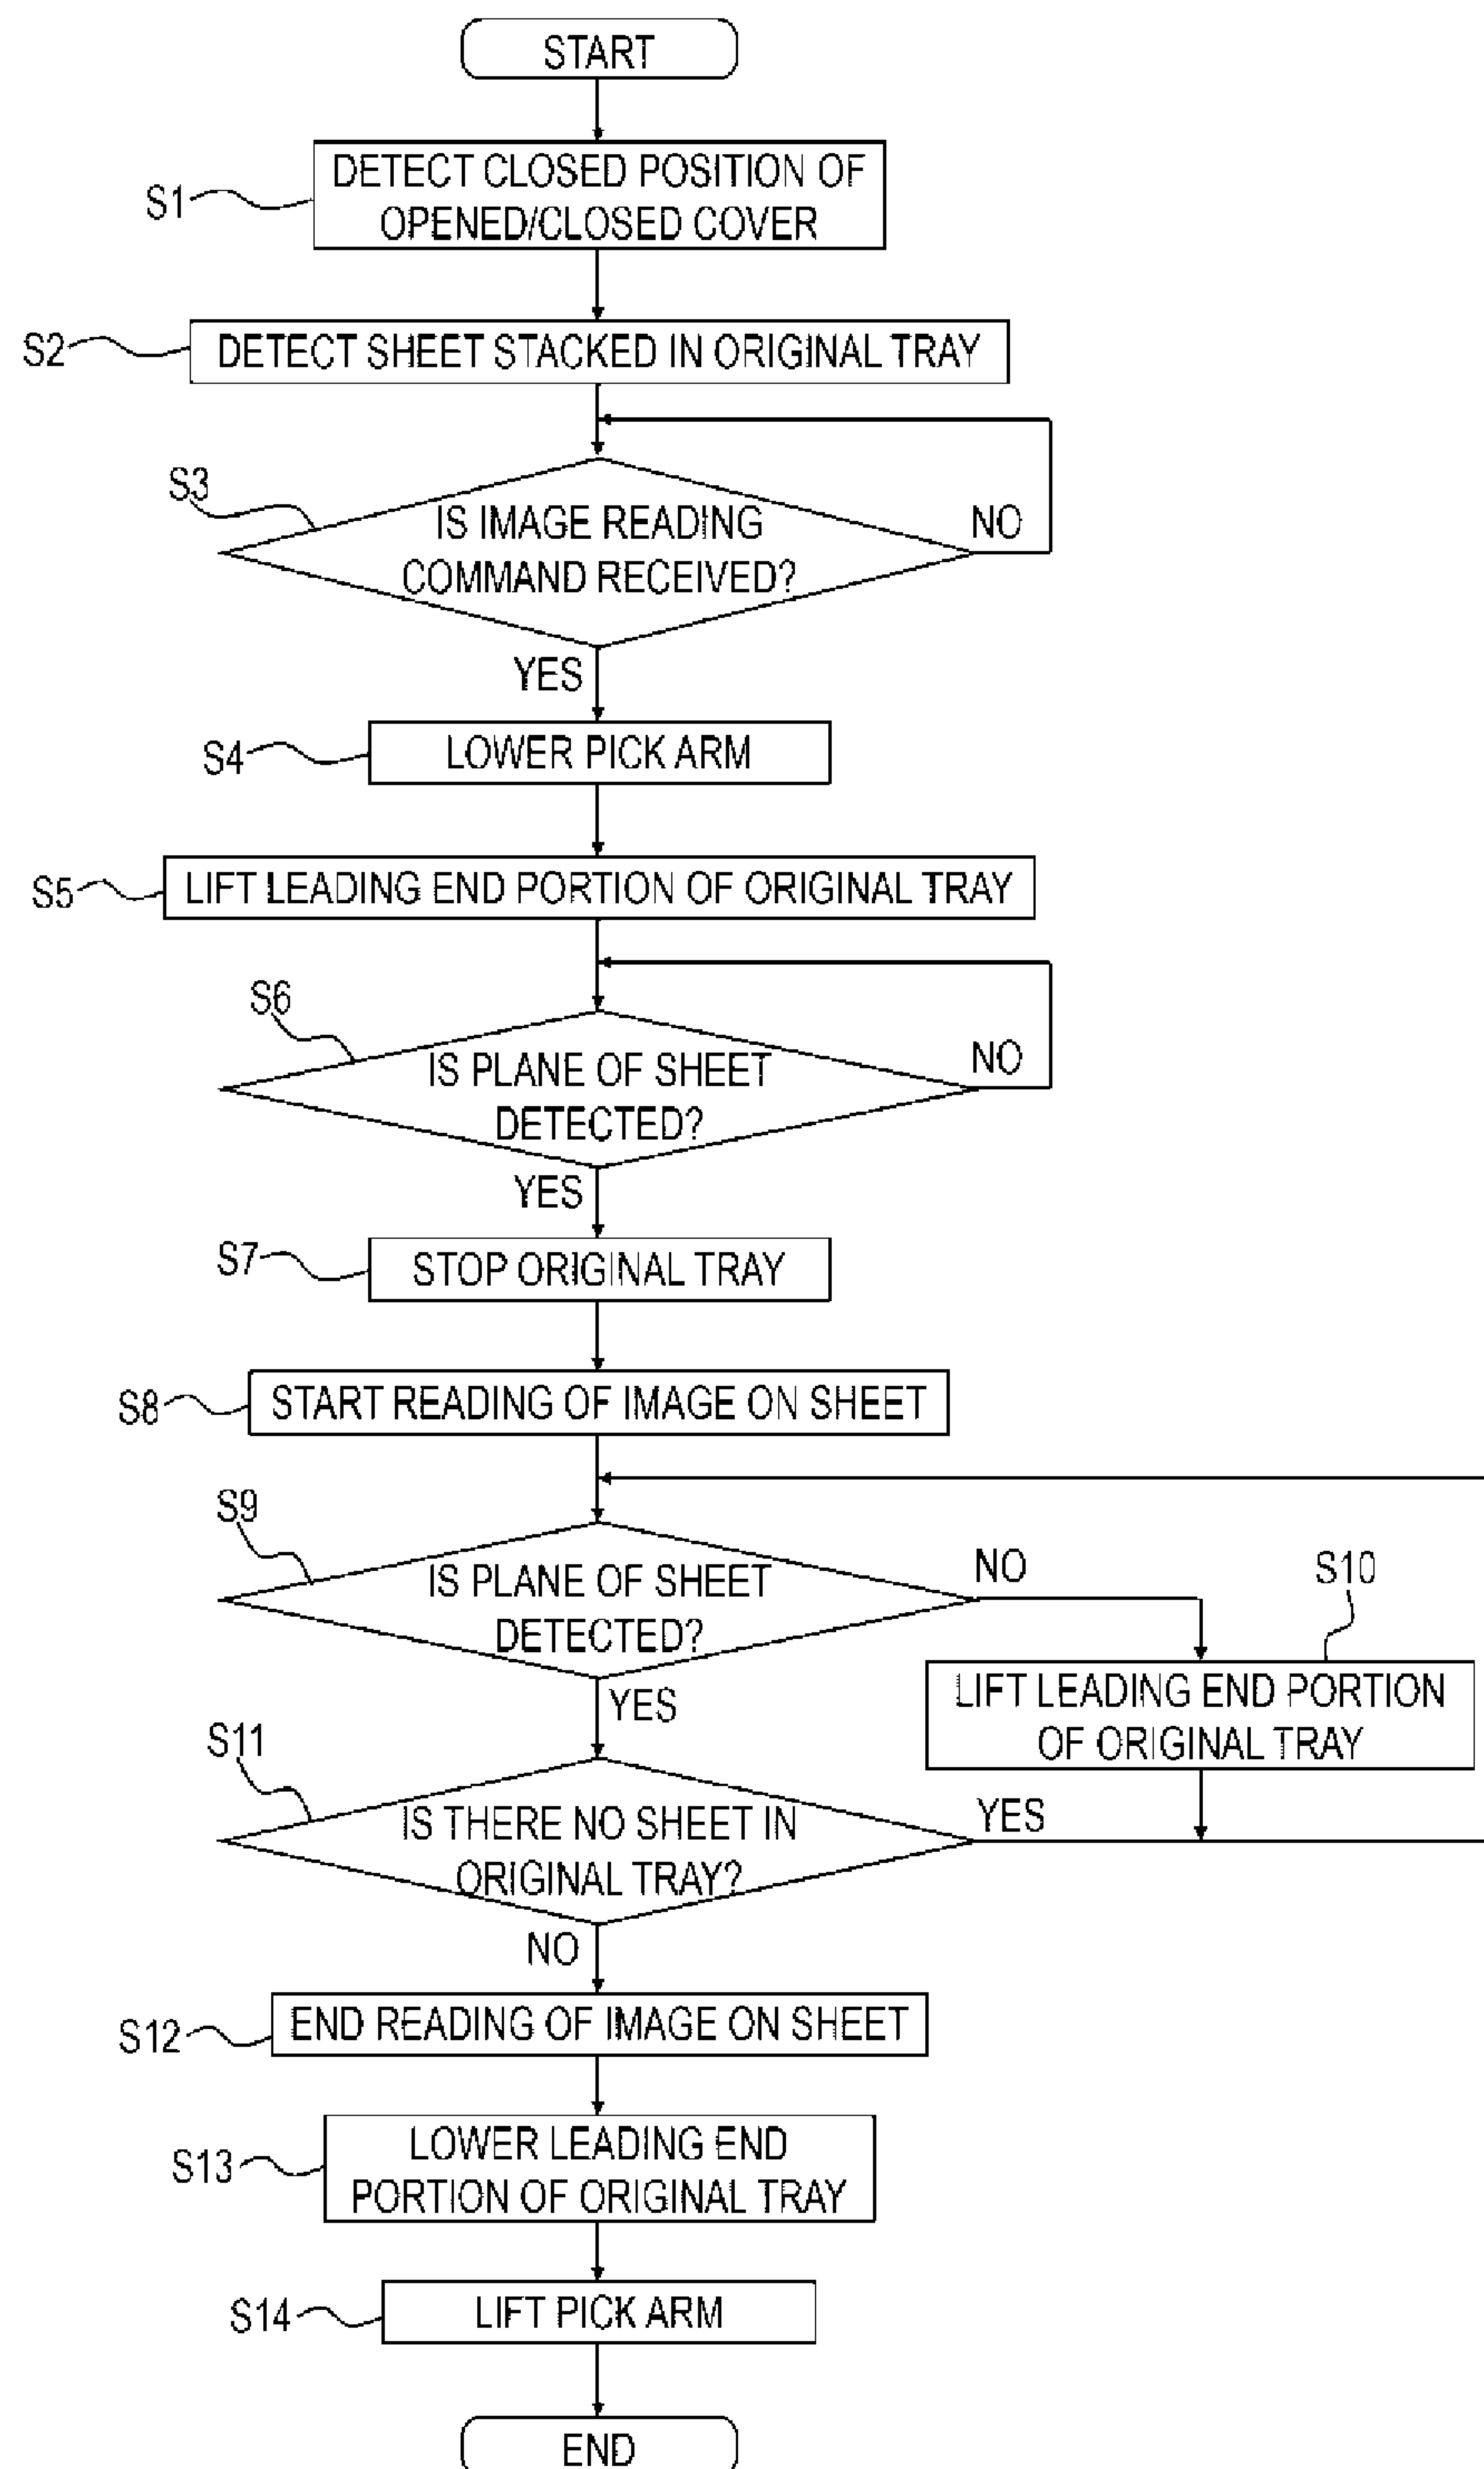 START
S1
DETECT CLOSED POSITION OF
OPENED/CLOSED COVER
S2
DETECT SHEET STACKED IN ORIGINAL TRAY
S3
IS IMAGE READING
COMMAND RECEIVED?
NO
YES
S4
LOWER PICK ARM
S5
LIFT LEADING END PORTION OF ORIGINAL TRAY
S6
IS PLANE OF SHEET
DETECTED?
NO
YES
S7
STOP ORIGINAL TRAY
S8
START READING OF IMAGE ON SHEET
S9
IS PLANE OF SHEET
DETECTED?
NO
YES
S10
LIFT LEADING END PORTION
OF ORIGINAL TRAY
S11
IS THERE NO SHEET IN
ORIGINAL TRAY?
YES
NO
S12
END READING OF IMAGE ON SHEET
S13
LOWER LEADING END
PORTION OF ORIGINAL TRAY
S14
LIFT PICK ARM
END